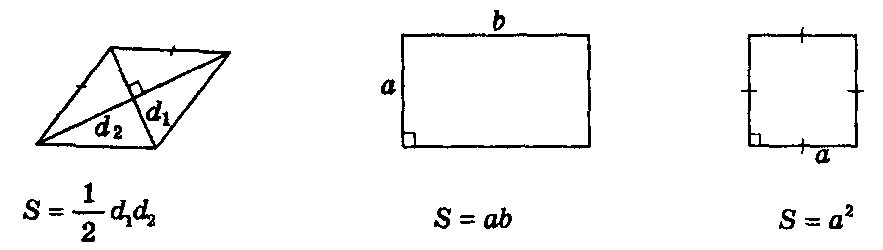 d₁
d₂
S = 1/2 d₁d₂
b
a
S = ab
a
S = a²